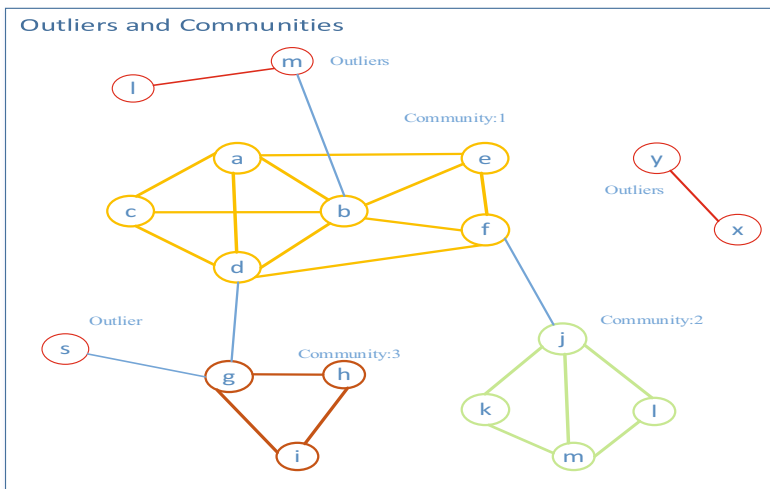 Outliers and Communities
m
Outliers
l
Community:1
a
e
y
Outliers
c
b
f
x
d
Outlier
Community:2
s
Community:3
j
g
h
k
l
i
m